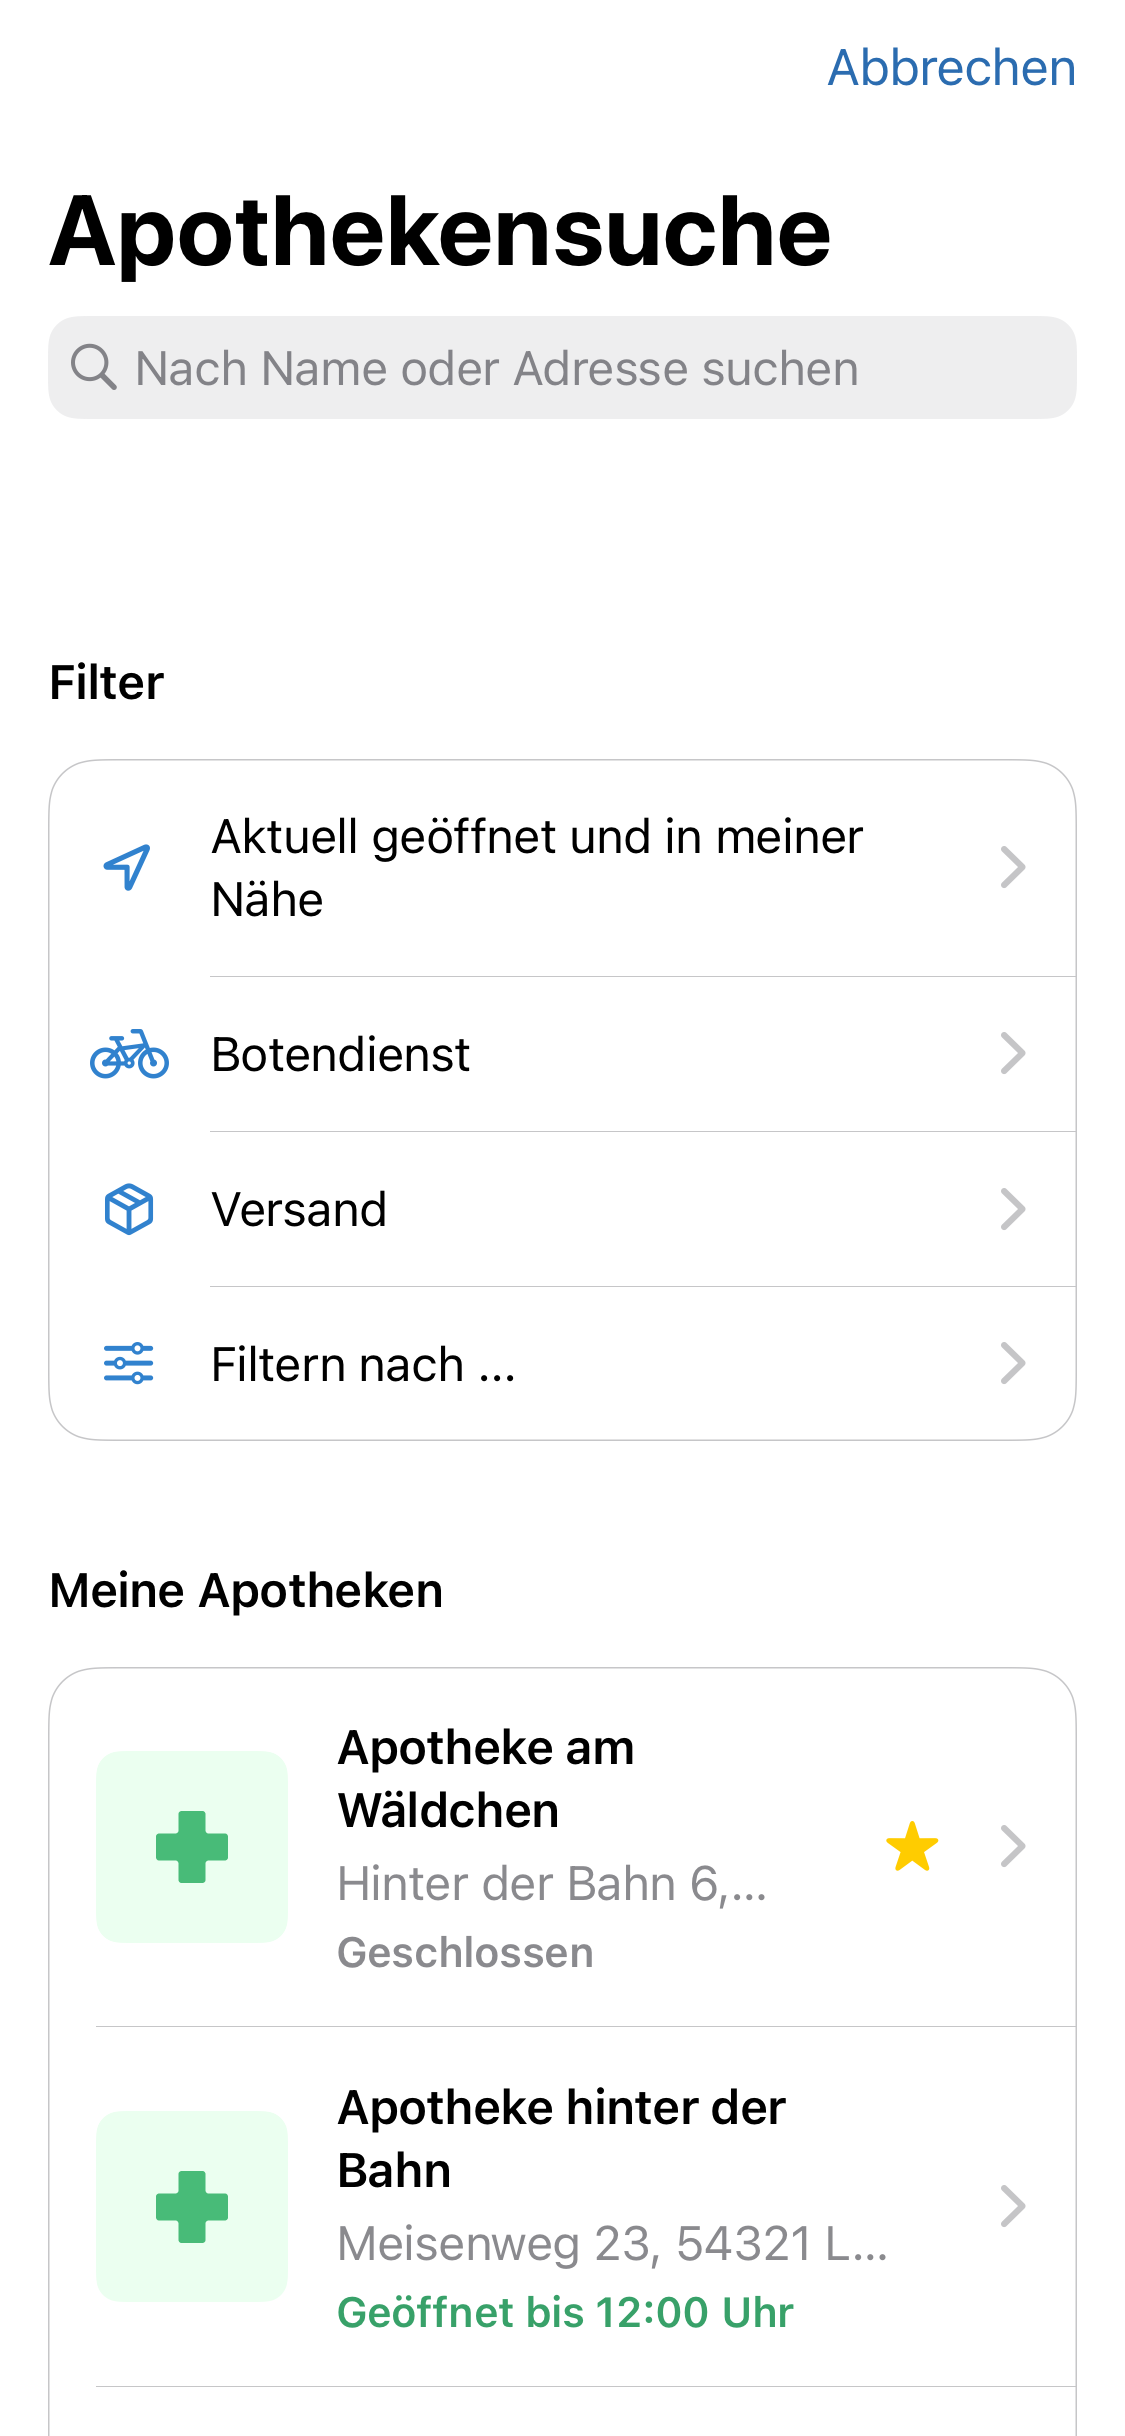 Abbrechen
Apothekensuche
Nach Name oder Adresse suchen
Filter
Aktuell geöffnet und in meiner
Nähe
Botendienst
Versand
Filtern nach ...
Meine Apotheken
Apotheke am
Wäldchen
Hinter der Bahn 6,...
Geschlossen
Apotheke hinter der
Bahn
Meisenweg 23, 54321 L...
Geöffnet bis 12:00 Uhr